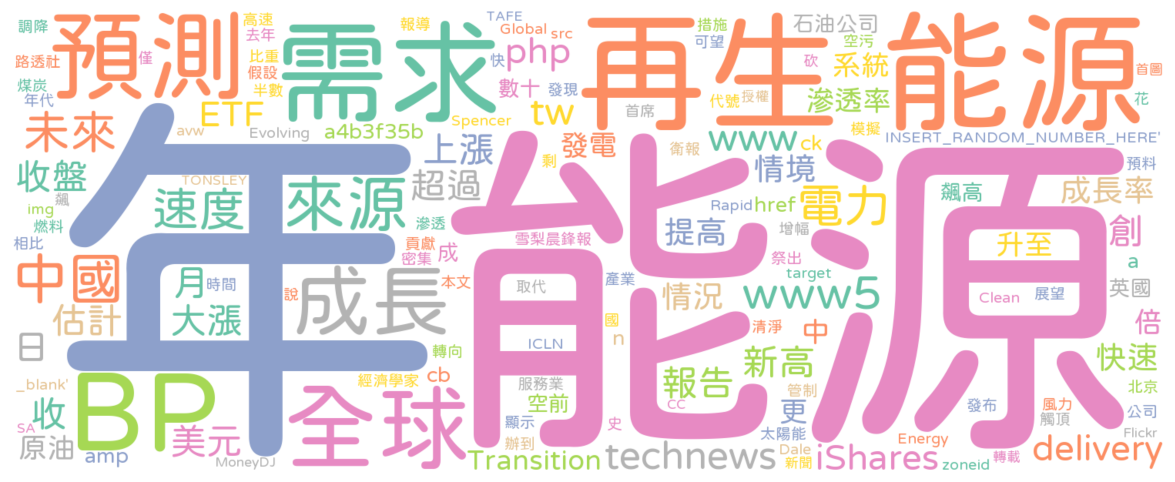 調降
預測
高速
去年
報導
TAFE
Global
src
措施
石油公司
需求
php
再生能源
可望
空污
砍
系統
首圖
路透社
僅
比重
假設
半數
快
數十
發現
代號
授權
滲透率
花
煤炭
年代
ETF
tw
首席
模擬
未來
avw
Evolving
a4b3f35b
Spencer
www
ck
INSERT_RANDOM_NUMBER_HERE'
收盤
飆
TONSLEY
上漲
剩
發電
衛報
情境
預料
img
燃料
年
速度
來源
超過
能源
Rapid
href
電力
飆高
成長率
相比
滲透
貢獻
密集
成
雪梨晨鋒報
提高
增幅
升至
創
中國
月
時間
說
成長
本文
取代
產業
祭出
target
a
估計
大漲
情況
www5
Clean
展望
英國
日
轉向
ICLN
國
n
清淨
中
倍
_blank'
BP
經濟學家
cb
服務業
報告
新高
管制
快速
收
SA
全球
空前
CC
更
發布
風力
北京
原油
amp
美元
顯示
辦到
史
太陽能
觸頂
公司
MoneyDJ
Transition
technews
Dale
新聞
iShares
Energy
zoneid
轉載
delivery
Flickr